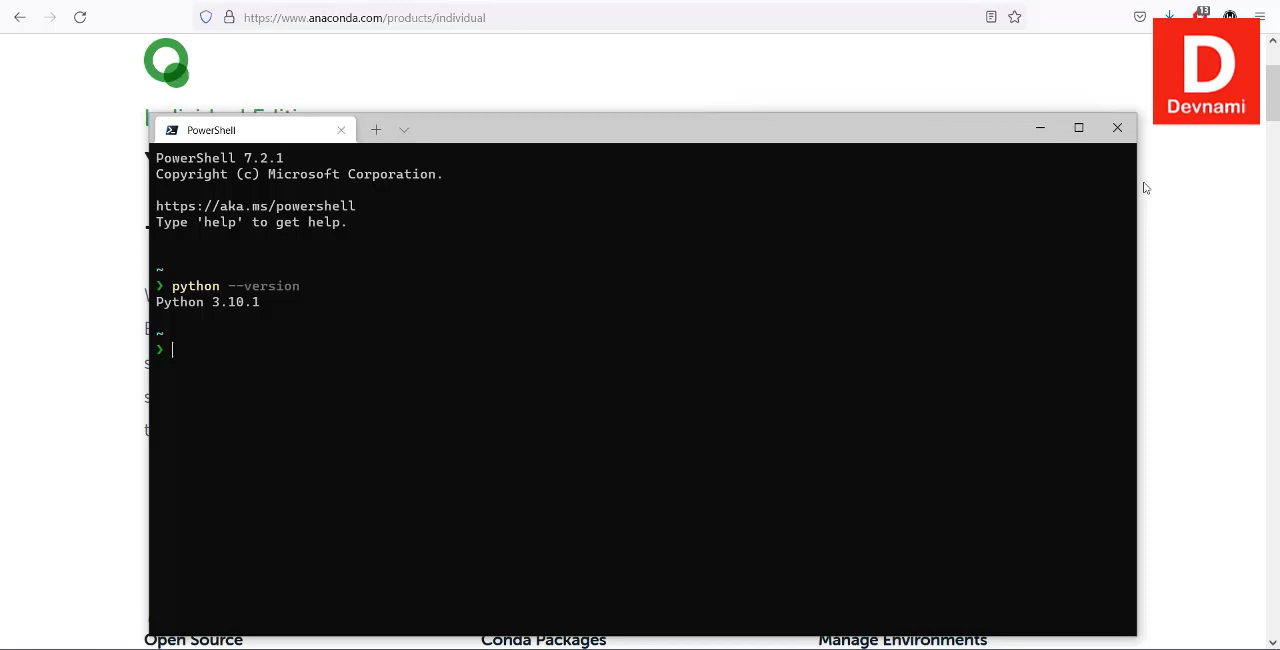 https://www.anaconda.com/products/individual
13
D
Devnami
PowerShell
PowerShell 7.2.1
Copyright (c) Microsoft Corporation.
https://aka.ms/powershell
Type 'help' to get help.
~
❯ python --version
Python 3.10.1
~
❯
Open Source
Conda Packages
Manage Environments